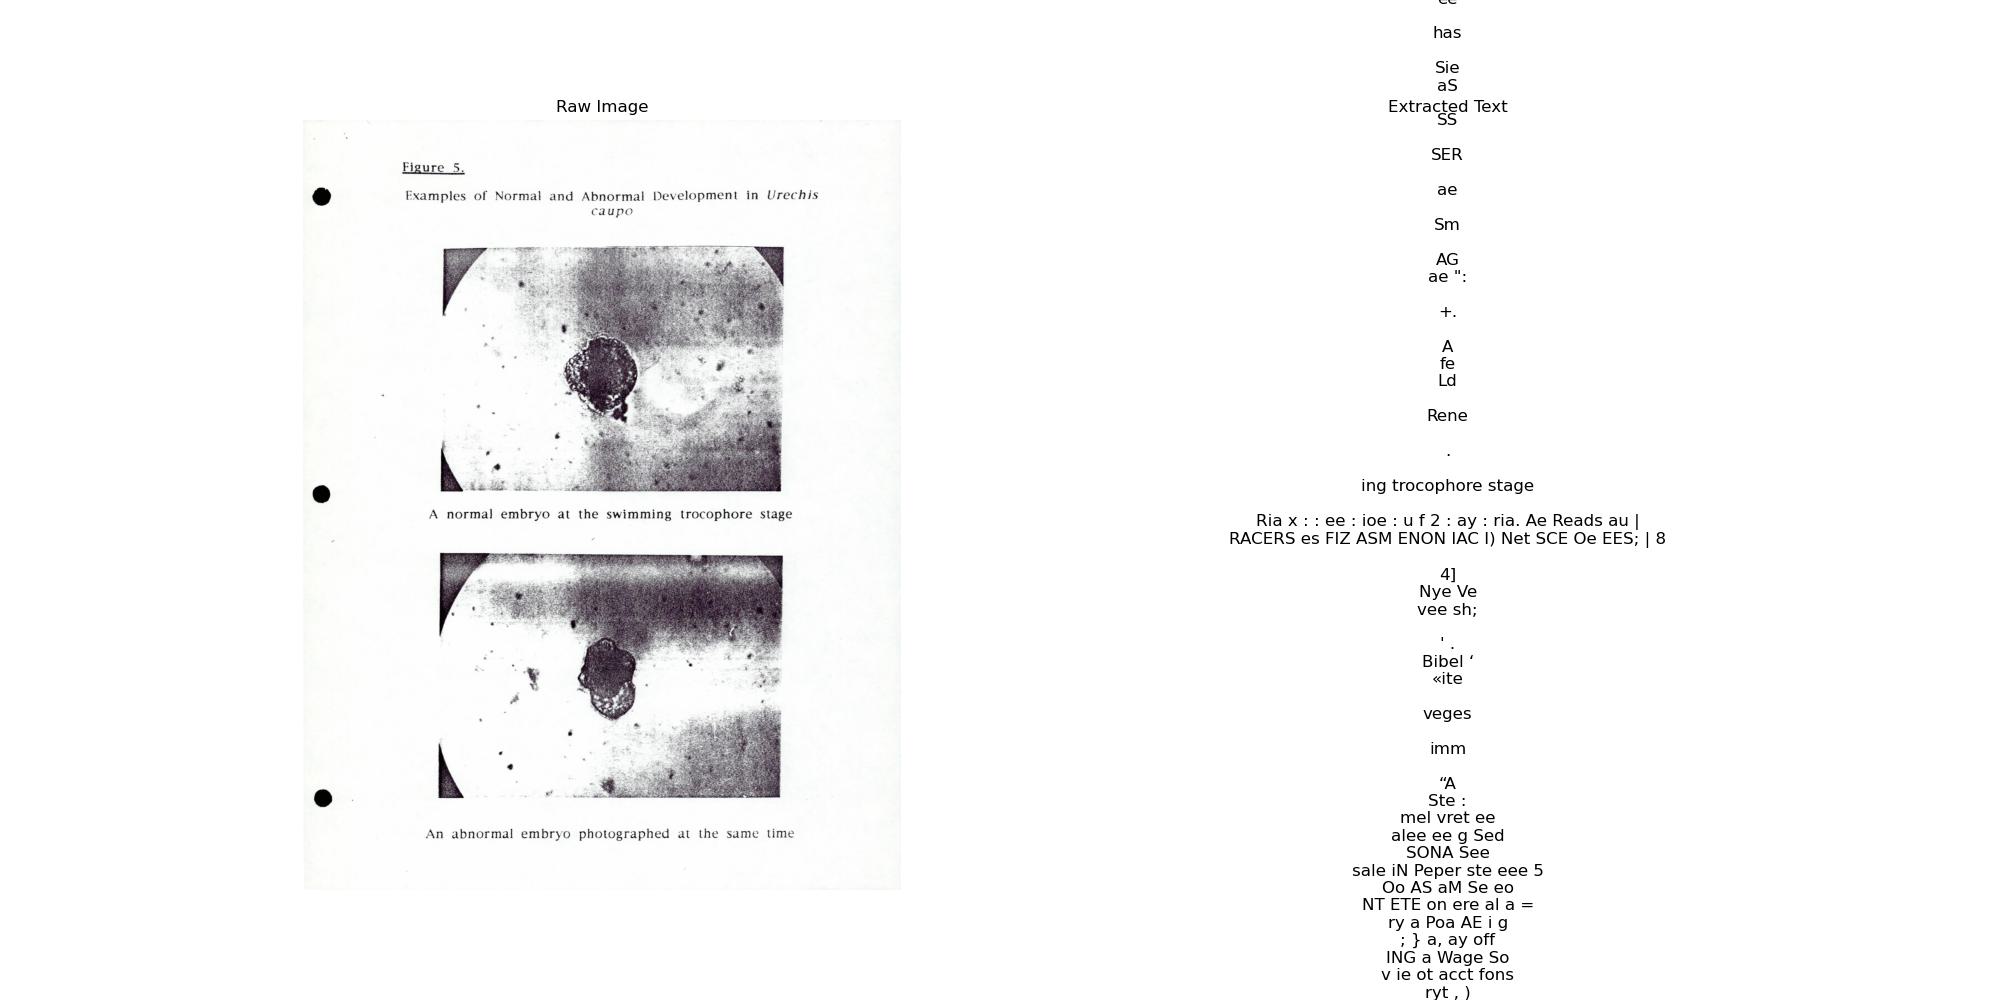 Raw Image
Figure 5.
Examples of Normal and Abnormal Development in Urechis
caupo
A normal embryo at the swimming trocophore stage
An abnormal embryo photographed at the same time
has
Sie
aS
Extracted Text
SS
SER
ae
Sm
AG
ae ":
+.
A
fe
Ld
Rene
.
ing trocophore stage
Ria x : : ee : ioe : u f 2 : ay : ria. Ae Reads au |
RACERS es FIZ ASM ENON IAC I) Net SCE Oe EES; | 8
4]
Nye Ve
vee sh;
' .
Bibel ‘
«ite
veges
imm
“A
Ste :
mel vret ee
alee ee g Sed
SONA See
sale iN Peper ste eee 5
Oo AS aM Se eo
NT ETE on ere al a =
ry a Poa AE i g
; } a, ay off
ING a Wage So
v ie ot acct fons
ryt , )